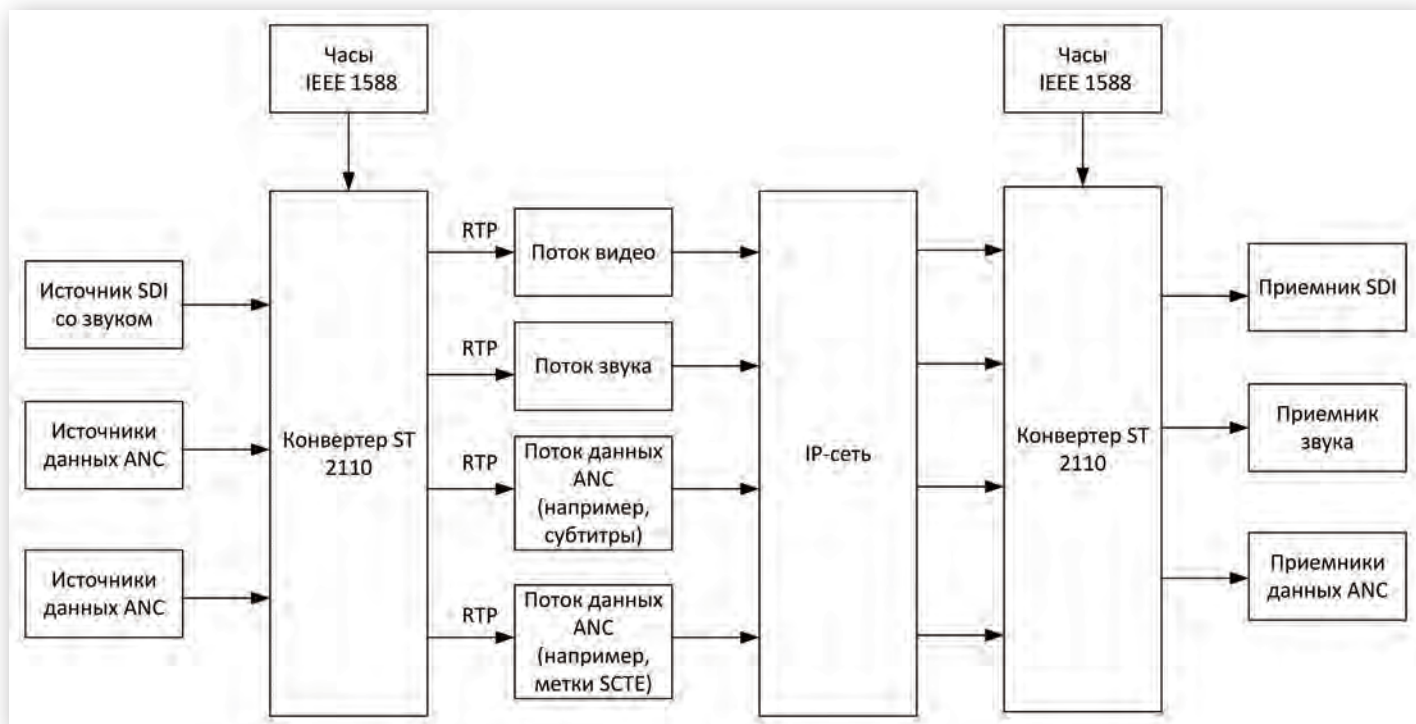 Часы
IEEE 1588
Часы
IEEE 1588
Источник SDI
со звуком
Источники
данных ANC
Источники
данных ANC
Конвертер ST
2110
RTP
Поток видео
RTP
Поток звука
RTP
Поток данных
ANC
(например,
субтитры)
RTP
Поток данных
ANC
(например,
метки SCTE)
IP-сеть
Конвертер ST
2110
Приемник SDI
Приемник
звука
Приемники
данных ANC